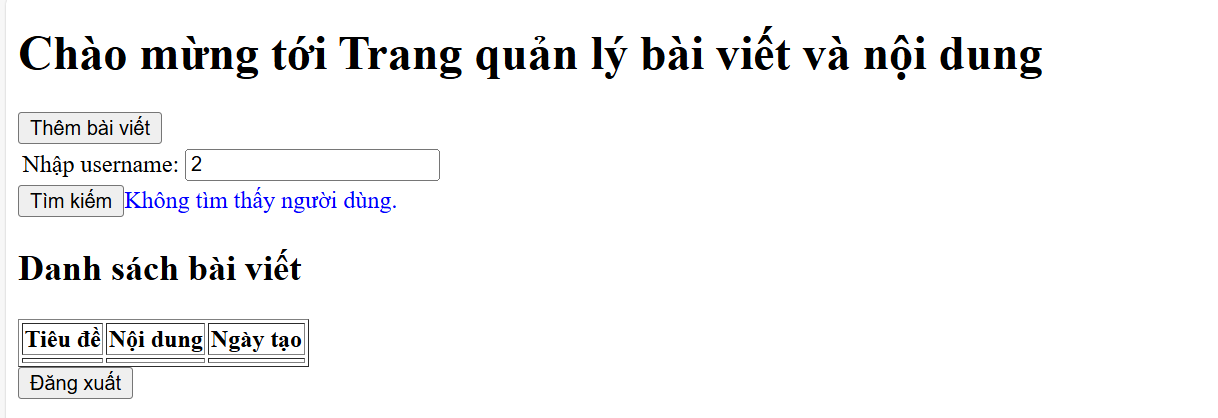 Chào mừng tới Trang quản lý bài viết và nội dung
Thêm bài viết
Nhập username: 2
Tìm kiếm Không tìm thấy người dùng.
Danh sách bài viết
Tiêu đề Nội dung Ngày tạo
Đăng xuất